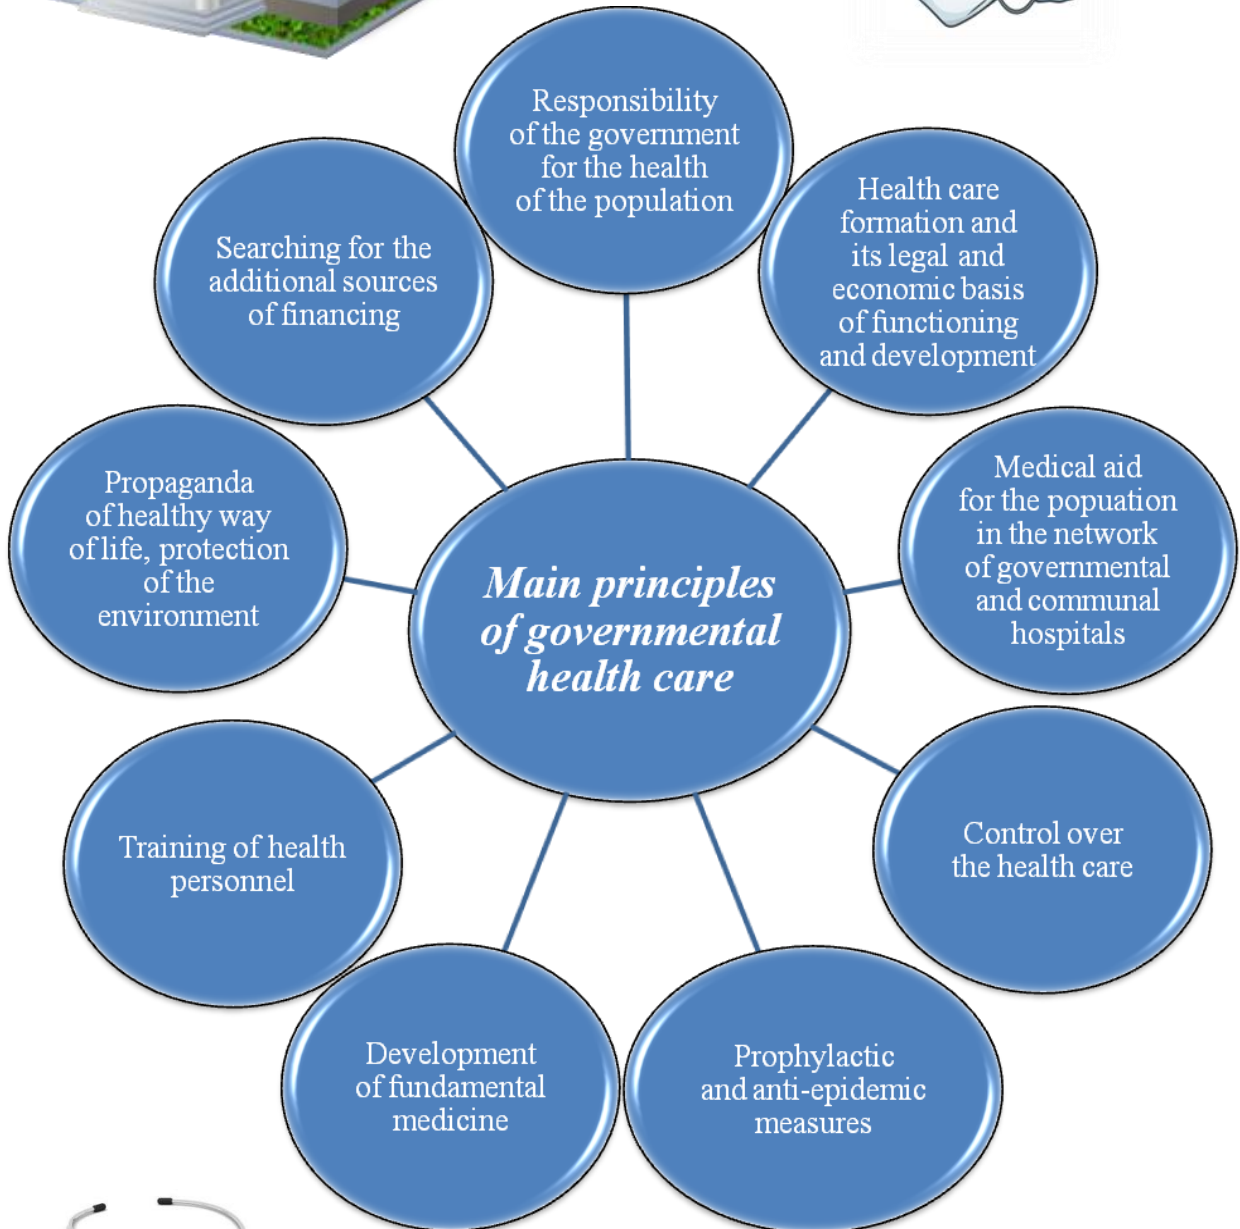 Responsibility
of the government
for the health
of the population
Health care
formation and
its legal and
economic basis
of functioning
and development
Medical aid
for the popuation
in the network
of governmental
and communal
hospitals
Control over
the health care
Prophylactic
and anti-epidemic
measures
Development
of fundamental
medicine
Training of health
personnel
Propaganda
of healthy way
of life, protection
of the
environment
Searching for the
additional sources
of financing
Main principles
of governmental
health care